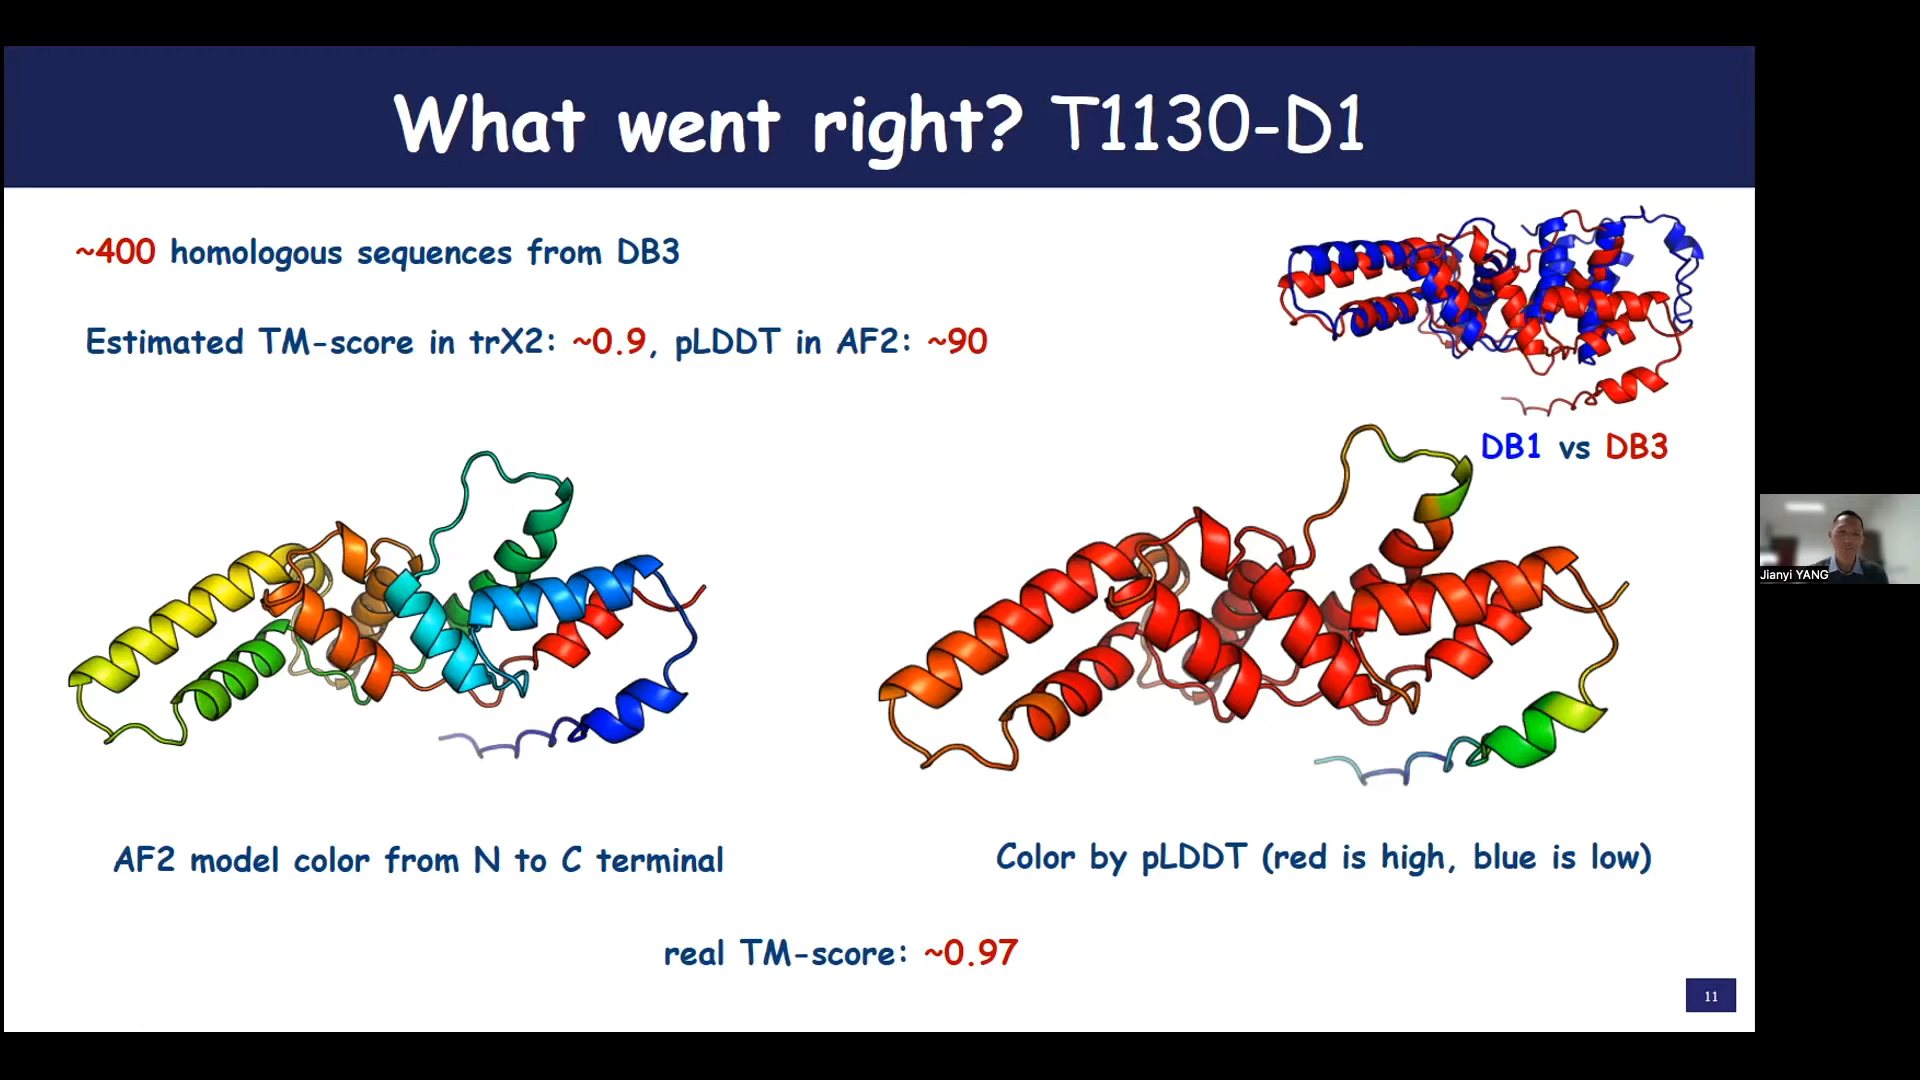 What went right? T1130-D1
~400 homologous sequences from DB3
Estimated TM-score in trX2: ~0.9, pLDDT in AF2: ~90
DB1 vs DB3
Jianyi YANG
AF2 model color from N to C terminal
Color by pLDDT (red is high, blue is low)
real TM-score: ~0.97
11